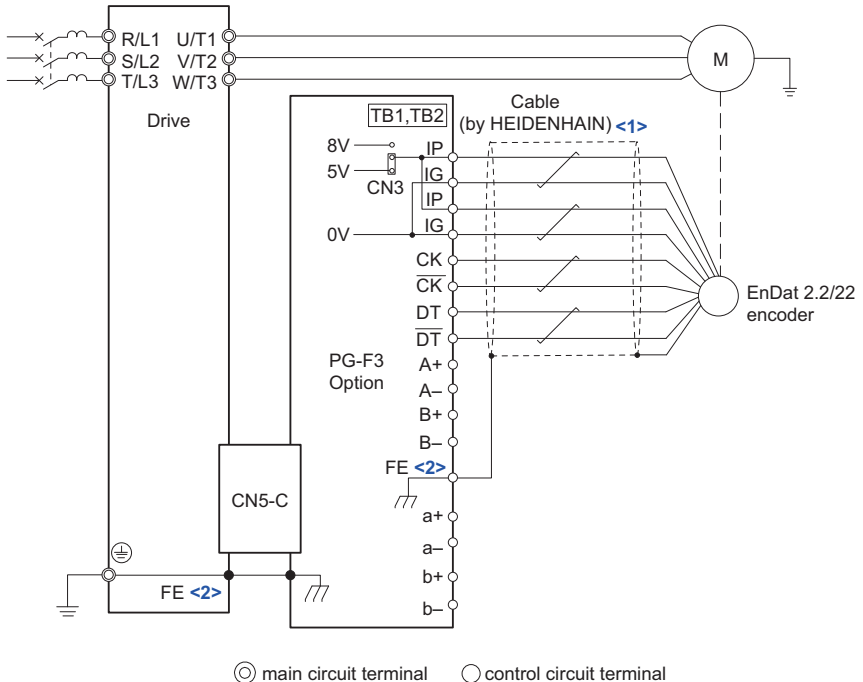 R/L1 U/T1
S/L2 V/T2
T/L3 W/T3
Drive
M
TB1,TB2
Cable
(by HEIDENHAIN) <1>
8V
5V
CN3
0V
IP
IG
IP
IG
CK
C̅K̅
DT
D̅T̅
A+
A–
B+
B–
FE <2>
a+
a–
b+
b–
PG-F3
Option
EnDat 2.2/22
encoder
CN5-C
FE <2>
main circuit terminal
control circuit terminal